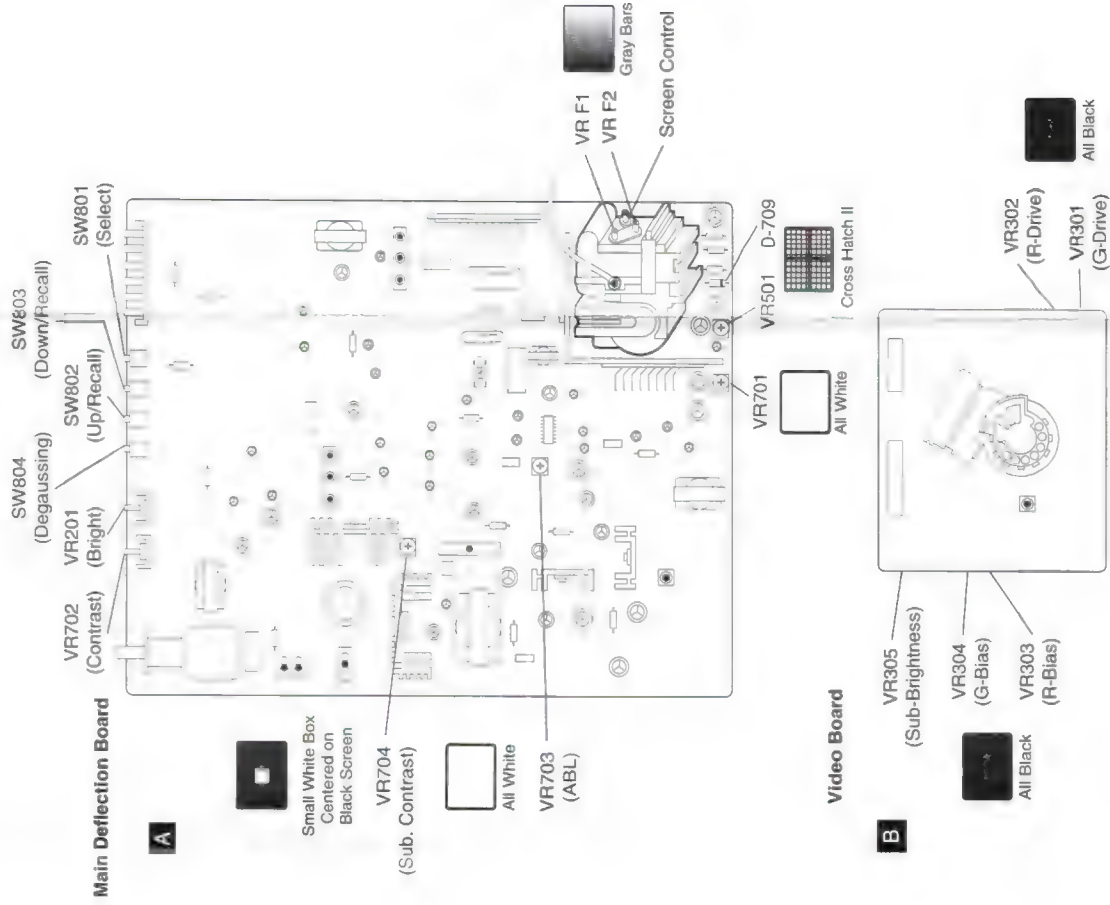 Main Deflection Board
A
VR702
(Contrast)
VR201
(Bright)
SW804
(Degaussing)
SW802
(Up/Recall)
SW803
(Down/Recall)
SW801
(Select)
Small White Box
Centered on
Black Screen
VR704
(Sub. Contrast)
All White
VR703
(ABL)
Gray Bars
VR F1
VR F2
Screen Control
VR701
All White
VR501
D-709
Cross Hatch II
Video Board
B
VR305
(Sub-Brightness)
VR304
(G-Bias)
VR303
(R-Bias)
All Black
VR302
(R-Drive)
VR301
(G-Drive)
All Black